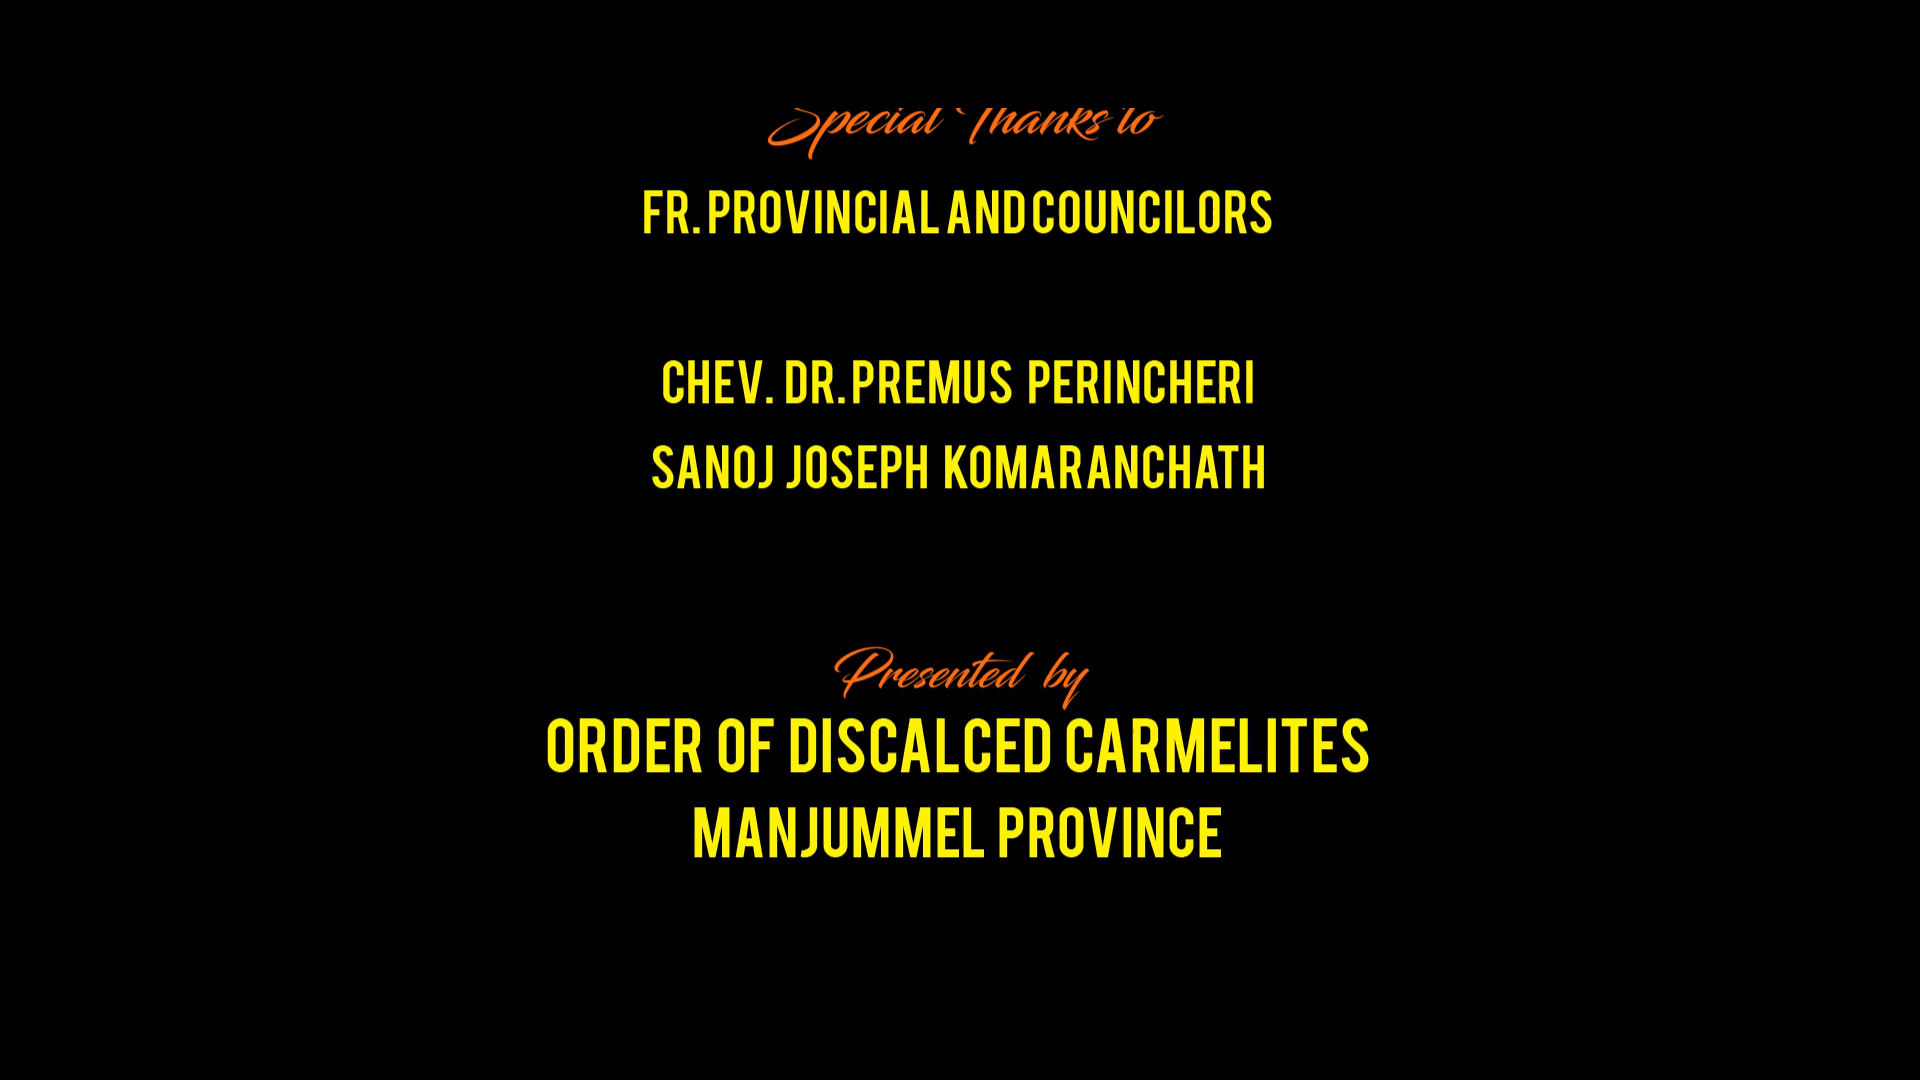 Special Thanks to
FR. PROVINCIAL AND COUNCILORS
CHEV. DR. PREMUS PERINCHERI
SANOJ JOSEPH KOMARANCHATH
Presented by
ORDER OF DISCALCED CARMELITES
MANJUMMEL PROVINCE